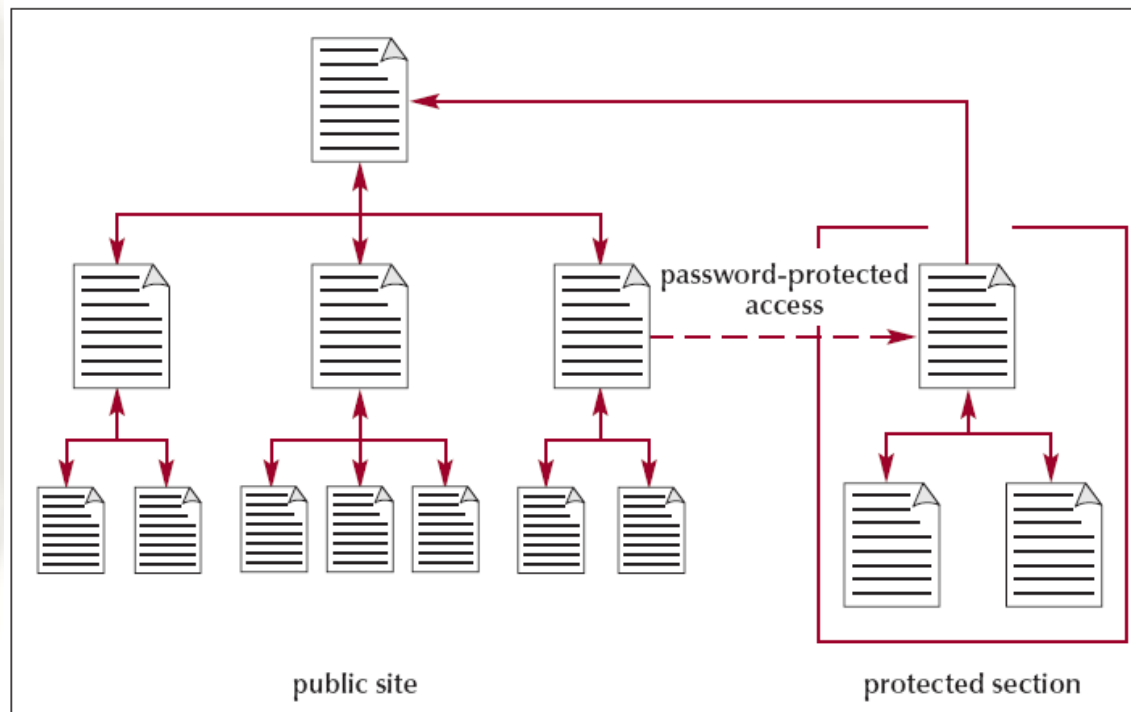 password-protected
access
public site
protected section